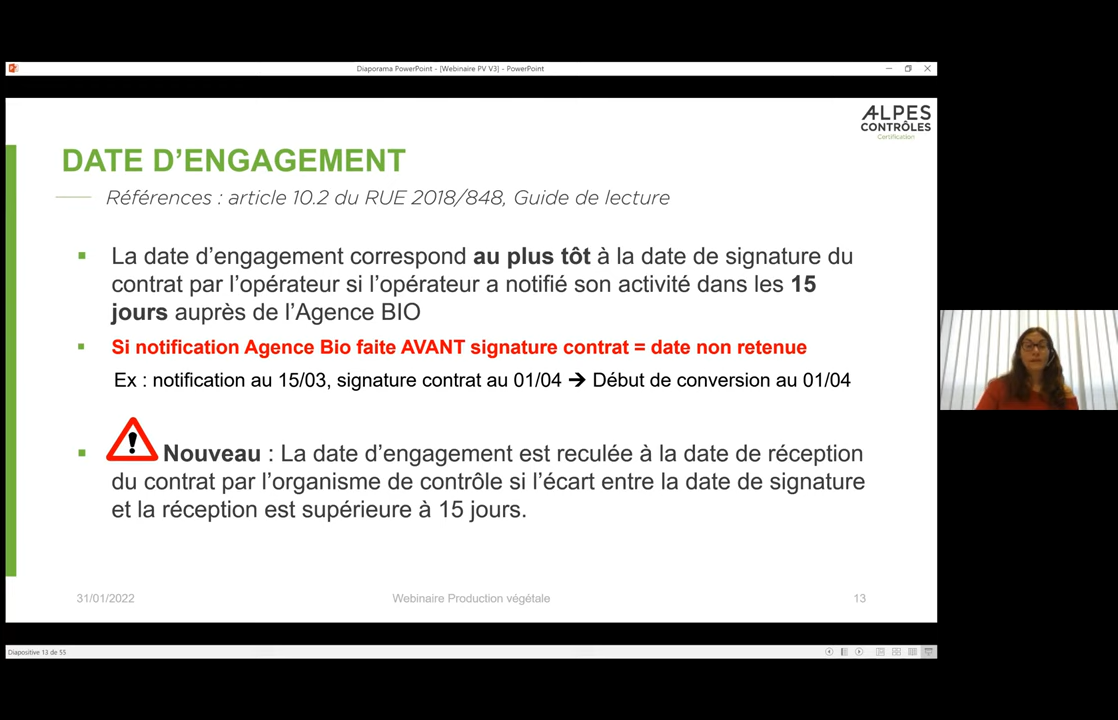 Diaporama PowerPoint - [Webinaire PV V3] - PowerPoint
ALPES
CONTRÔLES
Certification
DATE D'ENGAGEMENT
Références : article 10.2 du RUE 2018/848, Guide de lecture
La date d'engagement correspond au plus tôt à la date de signature du
contrat par l'opérateur si l'opérateur a notifié son activité dans les 15
jours auprès de l'Agence BIO
Si notification Agence Bio faite AVANT signature contrat = date non retenue
Ex : notification au 15/03, signature contrat au 01/04 → Début de conversion au 01/04
Nouveau : La date d'engagement est reculée à la date de réception
du contrat par l'organisme de contrôle si l'écart entre la date de signature
et la réception est supérieure à 15 jours.
31/01/2022
Webinaire Production végétale
13
Diapositive 13 de 55